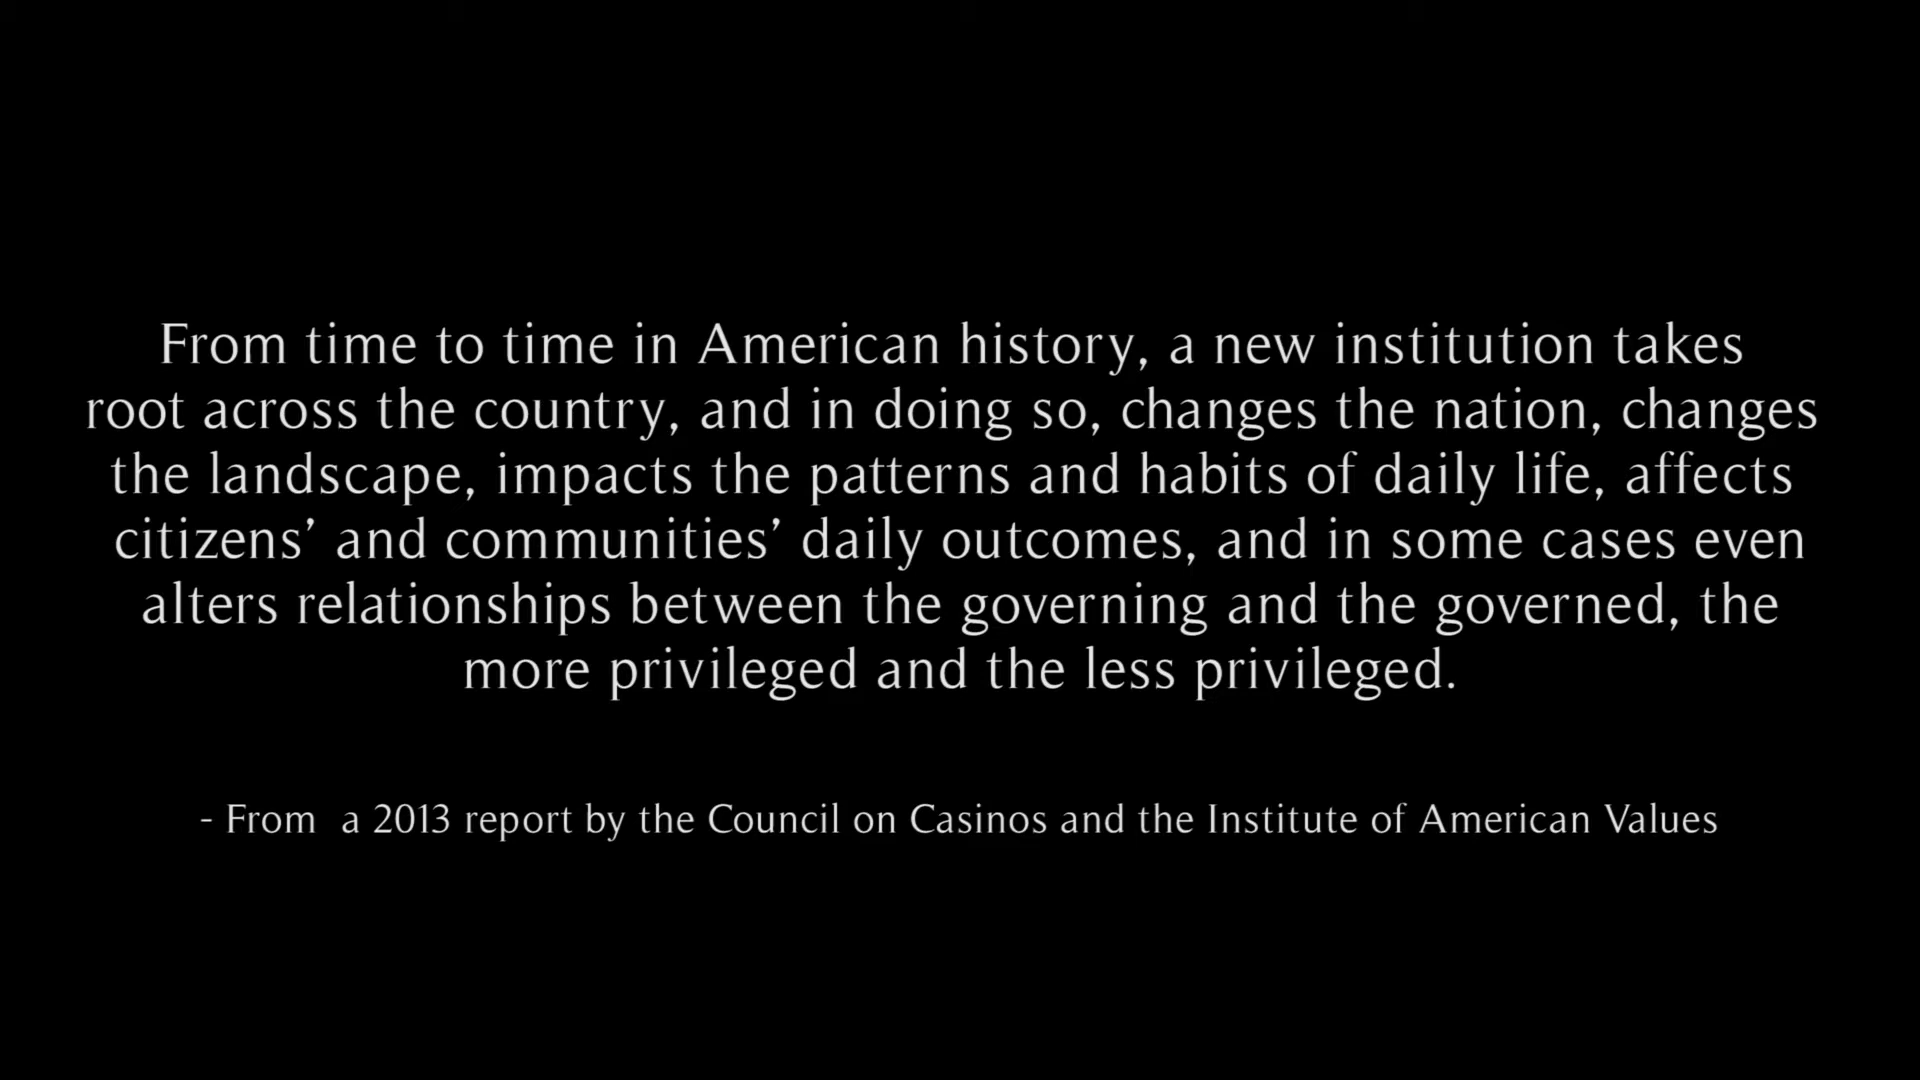 From time to time in American history, a new institution takes
root across the country, and in doing so, changes the nation, changes
the landscape, impacts the patterns and habits of daily life, affects
citizens’ and communities’ daily outcomes, and in some cases even
alters relationships between the governing and the governed, the
more privileged and the less privileged.
- From  a 2013 report by the Council on Casinos and the Institute of American Values